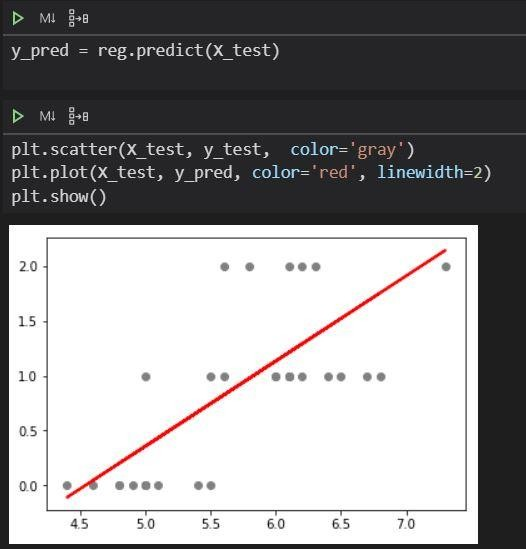 M↓
y_pred = reg.predict(X_test)
M↓
plt.scatter(X_test, y_test,  color='gray')
plt.plot(X_test, y_pred, color='red', linewidth=2)
plt.show()
2.0
1.5
1.0
0.5
0.0
4.5 5.0 5.5 6.0 6.5 7.0